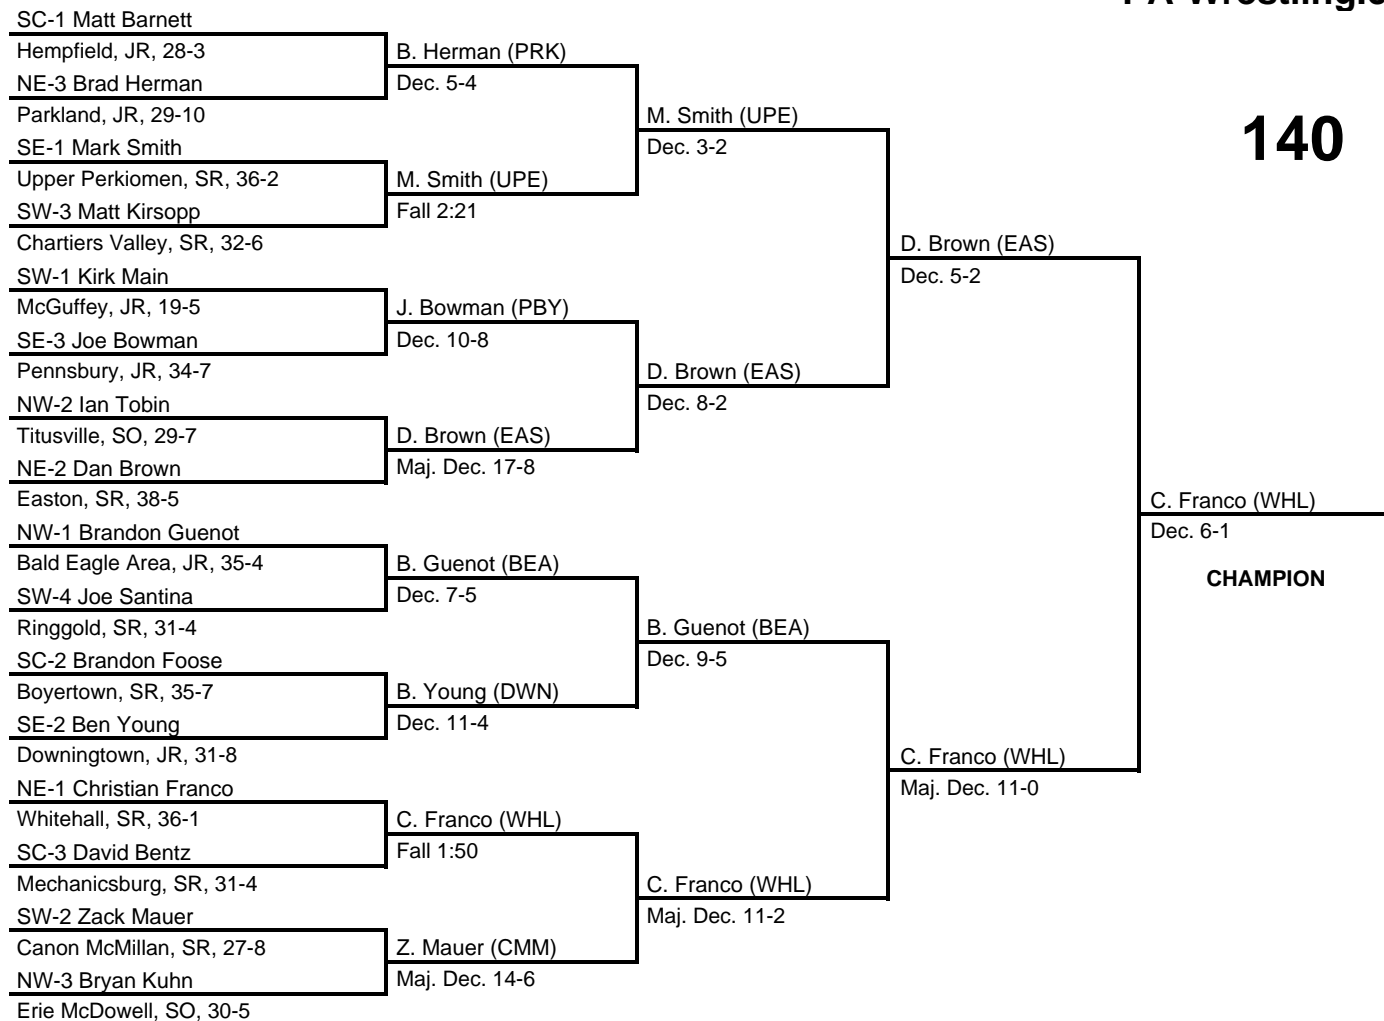 SC-1 Matt Barnett
Hempfield, JR, 28-3
NE-3 Brad Herman
Parkland, JR, 29-10
SE-1 Mark Smith
Upper Perkiomen, SR, 36-2
SW-3 Matt Kirsopp
Chartiers Valley, SR, 32-6
SW-1 Kirk Main
McGuffey, JR, 19-5
SE-3 Joe Bowman
Pennsbury, JR, 34-7
NW-2 Ian Tobin
Titusville, SO, 29-7
NE-2 Dan Brown
Easton, SR, 38-5
NW-1 Brandon Guenot
Bald Eagle Area, JR, 35-4
SW-4 Joe Santina
Ringgold, SR, 31-4
SC-2 Brandon Foose
Boyertown, SR, 35-7
SE-2 Ben Young
Downingtown, JR, 31-8
NE-1 Christian Franco
Whitehall, SR, 36-1
SC-3 David Bentz
Mechanicsburg, SR, 31-4
SW-2 Zack Mauer
Canon McMillan, SR, 27-8
NW-3 Bryan Kuhn
Erie McDowell, SO, 30-5
B. Herman (PRK)
Dec. 5-4
M. Smith (UPE)
Fall 2:21
J. Bowman (PBY)
Dec. 10-8
D. Brown (EAS)
Maj. Dec. 17-8
B. Guenot (BEA)
Dec. 7-5
B. Young (DWN)
Dec. 11-4
C. Franco (WHL)
Fall 1:50
Z. Mauer (CMM)
Maj. Dec. 14-6
M. Smith (UPE)
Dec. 3-2
D. Brown (EAS)
Dec. 8-2
B. Guenot (BEA)
Dec. 9-5
C. Franco (WHL)
Maj. Dec. 11-2
D. Brown (EAS)
Dec. 5-2
C. Franco (WHL)
Maj. Dec. 11-0
140
C. Franco (WHL)
Dec. 6-1
CHAMPION